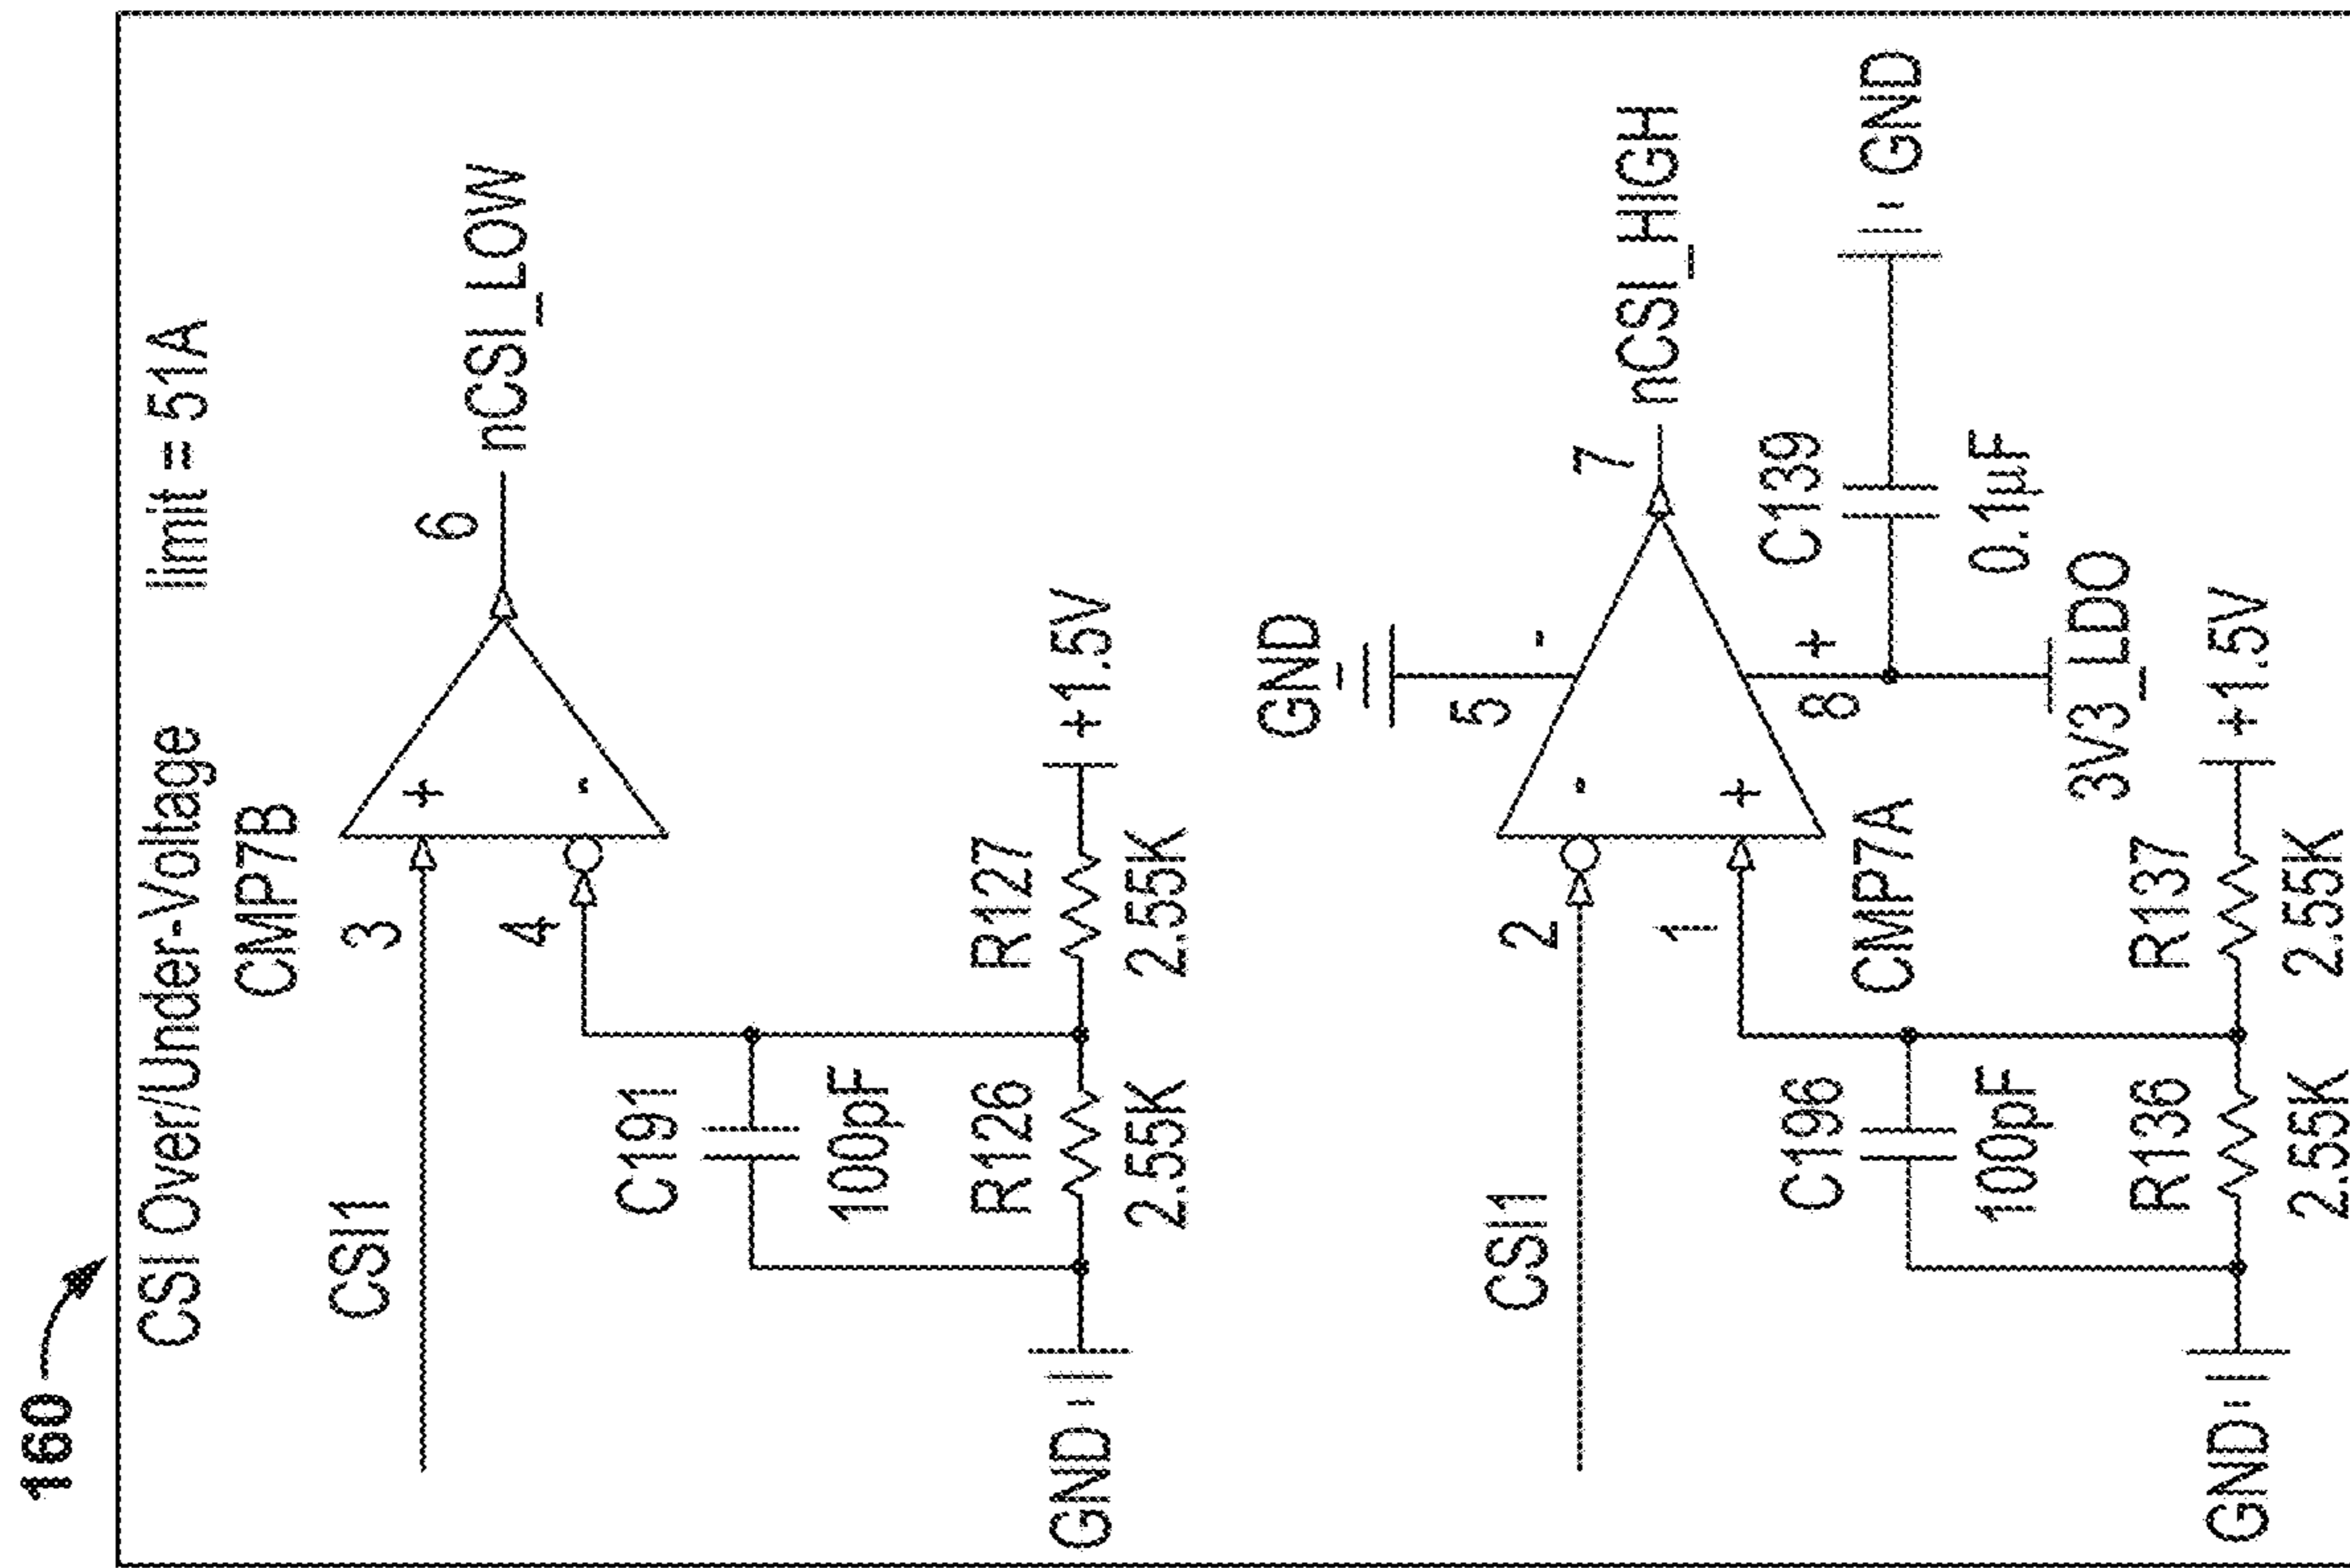 160
CSI Over/Under-Voltage limit = 51A
CMP7B
CSI1
3
+
6
nCSI_LOW
4
-
C191
100pF
R126
R127
2.55K
2.55K
GND
+1.5V
GND
5
-
CSI1
2
-
7
nCSI_HIGH
1
+
8
+
CMP7A
C139
GND
0.1µF
3V3_LDO
C196
100pF
R136
R137
2.55K
2.55K
GND
+1.5V